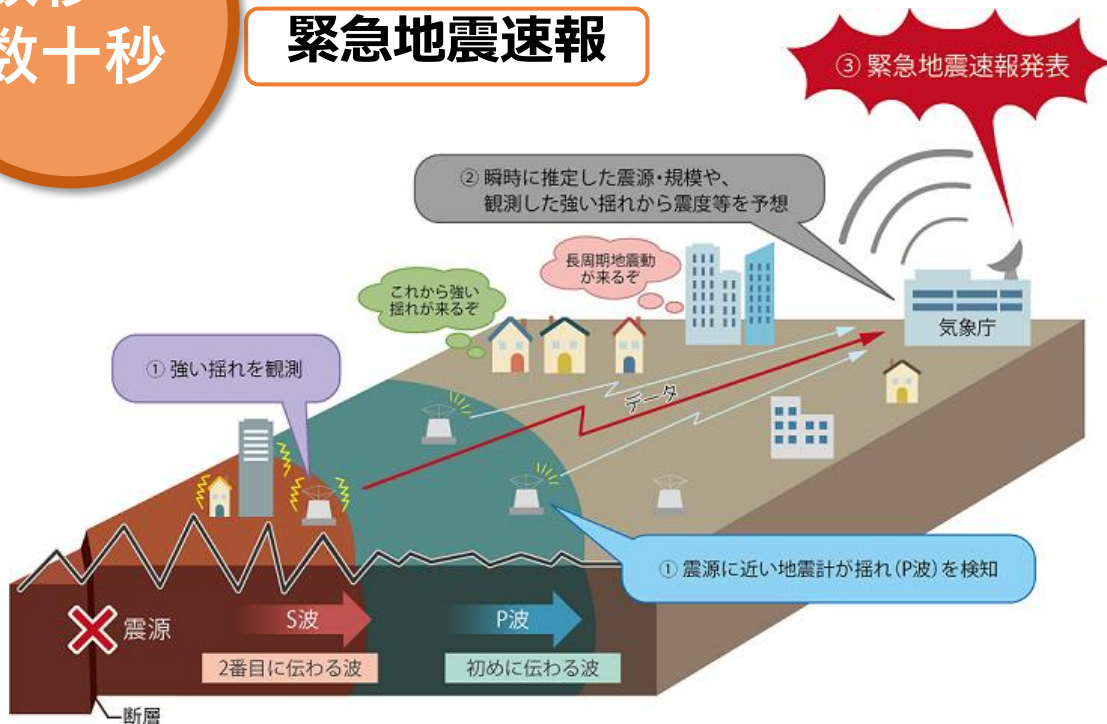 数十秒
緊急地震速報
③ 緊急地震速報発表
② 瞬時に推定した震源・規模や、
観測した強い揺れから震度等を予想
長周期地震動
が来るぞ
これから強い
揺れが来るぞ
気象庁
① 強い揺れを観測
データ
① 震源に近い地震計が揺れ(P波)を検知
震源
S波
P波
2番目に伝わる波
初めに伝わる波
断層